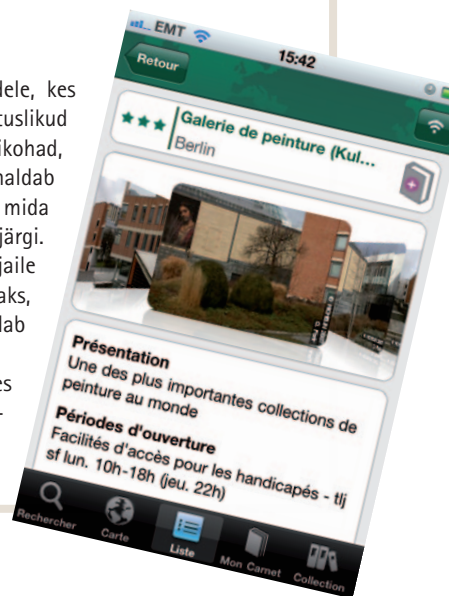 dele, kes
tuslikud
ikohad,
naldab
mida
järgi.
jaile
aks,
lab
es
-
EMT
15:42
Retour
Galerie de peinture (Kul...
Berlin
Présentation
Une des plus importantes collections de
peinture au monde
Périodes d'ouverture
Facilités d'accès pour les handicapés - tlj
sf lun. 10h-18h (jeu. 22h)
Rechercher
Carte
Liste
Mon Carnet
Collection